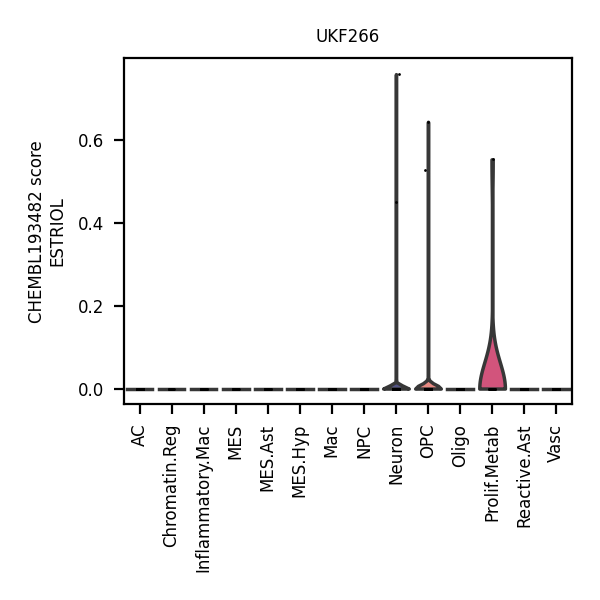 UKF266
CHEMBL193482 score
ESTRIOL
0.6
0.4
0.2
0.0
AC
Chromatin.Reg
Inflammatory.Mac
MES
MES.Ast
MES.Hyp
Mac
NPC
Neuron
OPC
Oligo
Prolif.Metab
Reactive.Ast
Vasc